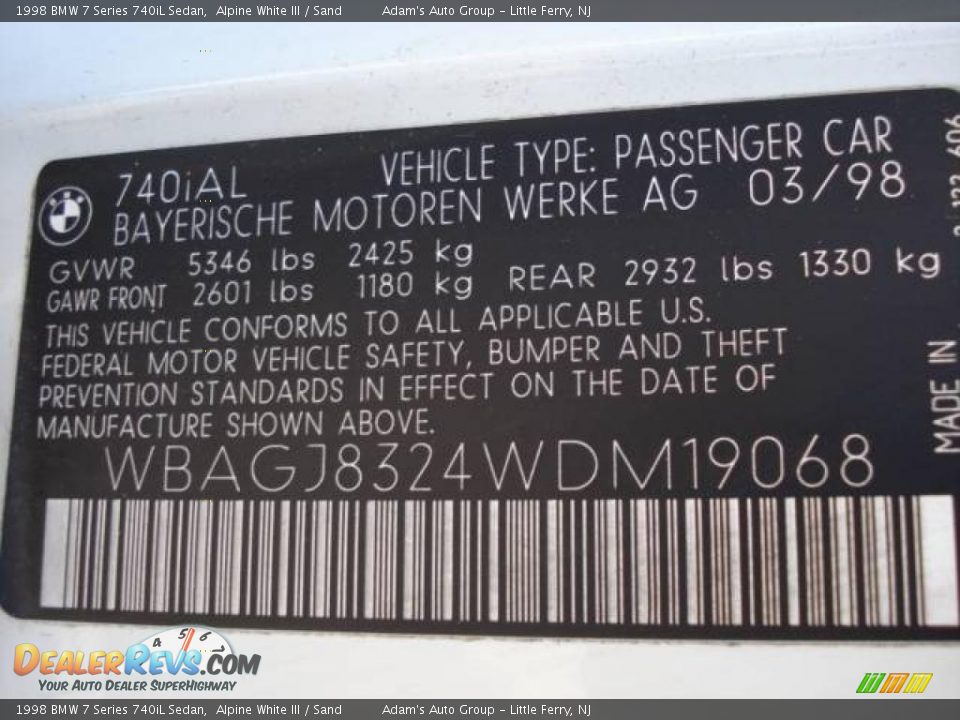 1998 BMW 7 Series 740iL Sedan, Alpine White III / Sand Adam's Auto Group - Little Ferry, NJ
740iAL VEHICLE TYPE: PASSENGER CAR
BAYERISCHE MOTOREN WERKE AG 03/98
GVWR 5346 lbs 2425 kg
GAWR FRONT 2601 lbs 1180 kg REAR 2932 lbs 1330 kg
THIS VEHICLE CONFORMS TO ALL APPLICABLE U.S.
FEDERAL MOTOR VEHICLE SAFETY, BUMPER AND THEFT
PREVENTION STANDARDS IN EFFECT ON THE DATE OF
MANUFACTURE SHOWN ABOVE.
WBAGJ8324WDM19068
MADE IN
4 5 6
DEALERREVS.COM
YOUR AUTO DEALER SUPERHIGHWAY
1998 BMW 7 Series 740iL Sedan, Alpine White III / Sand Adam's Auto Group - Little Ferry, NJ